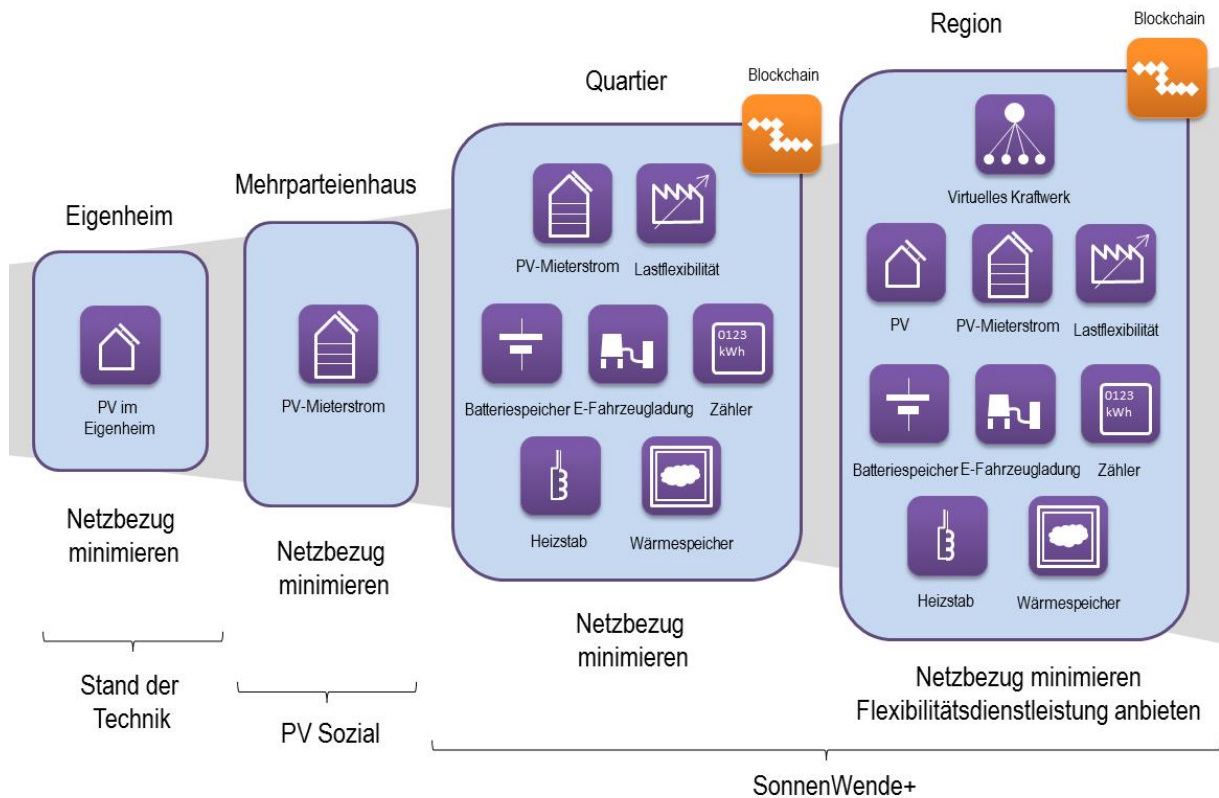 Eigenheim
PV im
Eigenheim
Netzbezug
minimieren
Stand der
Technik
Mehrparteienhaus
PV-Mieterstrom
Netzbezug
minimieren
PV Sozial
Quartier
Blockchain
PV-Mieterstrom
Lastflexibilität
0123
kWh
Batteriespeicher
E-Fahrzeugladung
Zähler
Heizstab
Wärmespeicher
Netzbezug
minimieren
Region
Blockchain
Virtuelles Kraftwerk
PV
PV-Mieterstrom
Lastflexibilität
0123
kWh
Batteriespeicher
E-Fahrzeugladung
Zähler
Heizstab
Wärmespeicher
Netzbezug minimieren
Flexibilitätsdienstleistung anbieten
SonnenWende+